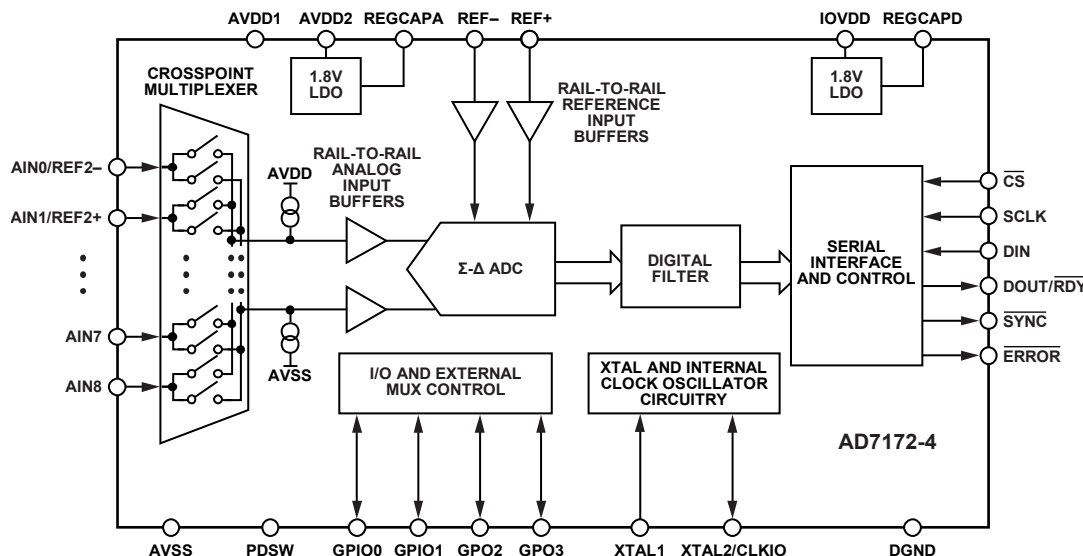 AVDD1 AVDD2 REGCAPA REF– REF+ IOVDD REGCAPD
CROSSPOINT
MULTIPLEXER
1.8V
LDO
RAIL-TO-RAIL
REFERENCE
INPUT
BUFFERS
1.8V
LDO
RAIL-TO-RAIL
ANALOG
INPUT
BUFFERS
AVDD
AIN0/REF2–
AIN1/REF2+
AIN7
AIN8
AVSS
Σ-Δ ADC
DIGITAL
FILTER
SERIAL
INTERFACE
AND CONTROL
CS
SCLK
DIN
DOUT/RDY
SYNC
ERROR
I/O AND EXTERNAL
MUX CONTROL
XTAL AND INTERNAL
CLOCK OSCILLATOR
CIRCUITRY
AD7172-4
AVSS PDSW GPIO0 GPIO1 GPO2 GPO3 XTAL1 XTAL2/CLKIO DGND